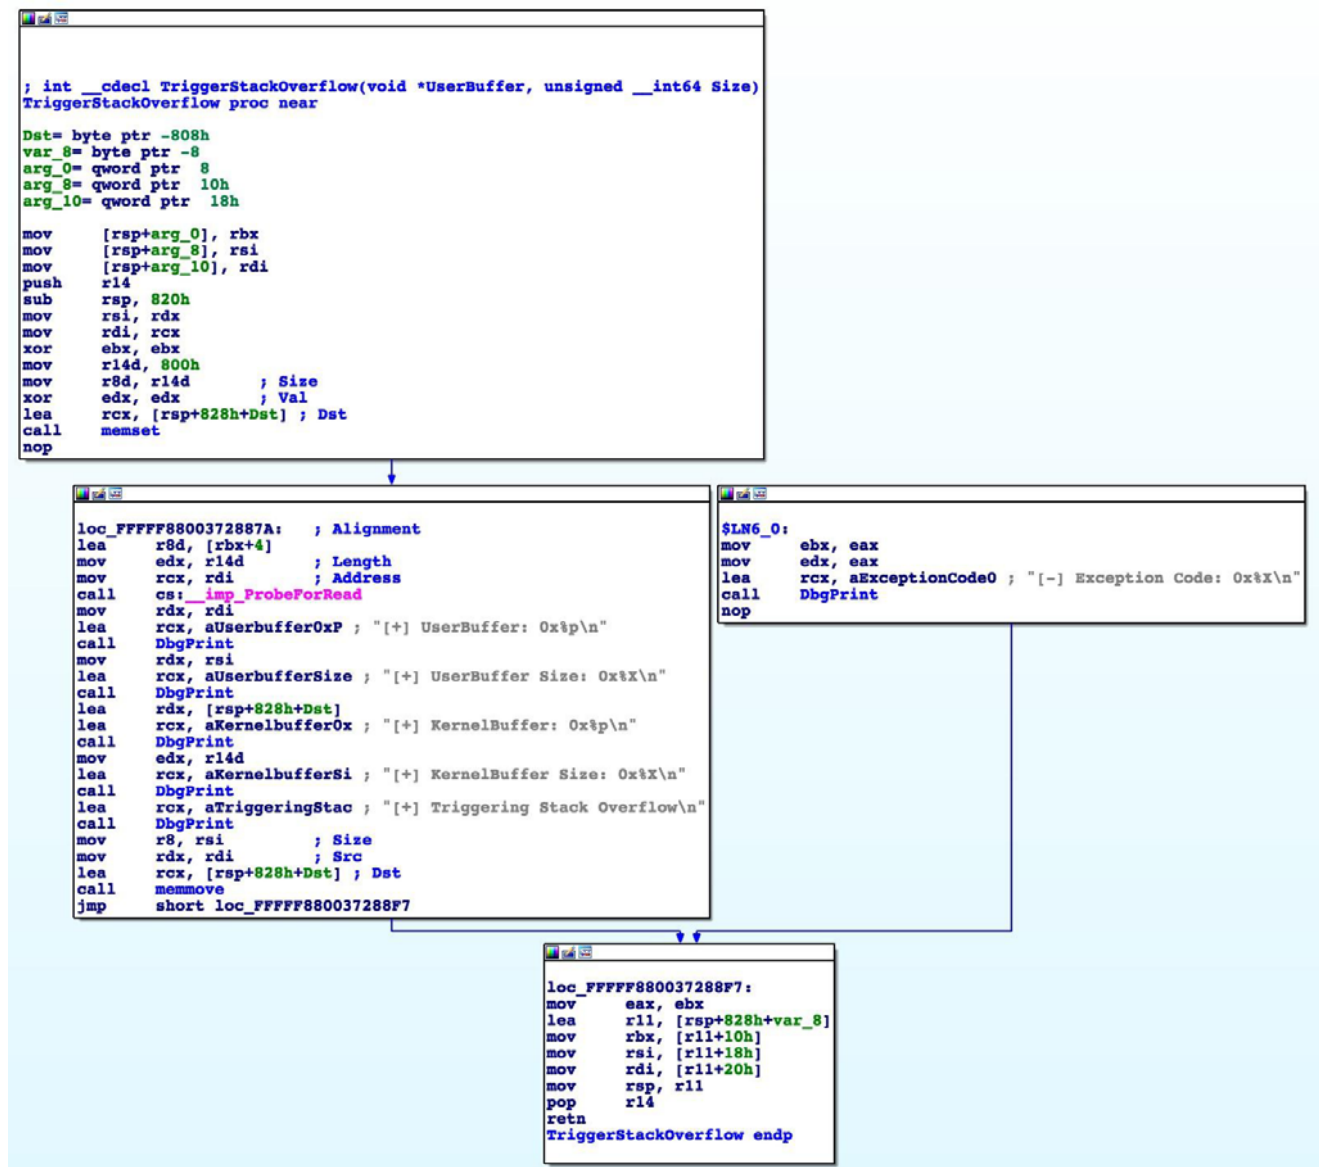 ; int __cdecl TriggerStackOverflow(void *UserBuffer, unsigned __int64 Size)
TriggerStackOverflow proc near
Dst= byte ptr -808h
var_8= byte ptr -8
arg_0= qword ptr  8
arg_8= qword ptr  10h
arg_10= qword ptr  18h
mov     [rsp+arg_0], rbx
mov     [rsp+arg_8], rsi
mov     [rsp+arg_10], rdi
push    r14
sub     rsp, 820h
mov     rsi, rdx
mov     rdi, rcx
xor     ebx, ebx
mov     r14d, 800h
mov     r8d, r14d       ; Size
xor     edx, edx        ; Val
lea     rcx, [rsp+828h+Dst] ; Dst
call    memset
nop
loc_FFFFF8800372887A:   ; Alignment
lea     r8d, [rbx+4]
mov     edx, r14d       ; Length
mov     rcx, rdi        ; Address
call    cs:__imp_ProbeForRead
mov     rdx, rdi
lea     rcx, aUserbuffer0xP ; "[+] UserBuffer: 0x%p\n"
call    DbgPrint
mov     rdx, rsi
lea     rcx, aUserbufferSize ; "[+] UserBuffer Size: 0x%X\n"
call    DbgPrint
lea     rdx, [rsp+828h+Dst]
lea     rcx, aKernelbuffer0x ; "[+] KernelBuffer: 0x%p\n"
call    DbgPrint
mov     edx, r14d
lea     rcx, aKernelbufferSi ; "[+] KernelBuffer Size: 0x%X\n"
call    DbgPrint
lea     rcx, aTriggeringStac ; "[+] Triggering Stack Overflow\n"
call    DbgPrint
mov     r8, rsi         ; Size
mov     rdx, rdi        ; Src
lea     rcx, [rsp+828h+Dst] ; Dst
call    memmove
jmp     short loc_FFFFF880037288F7
$LN6_0:
mov     ebx, eax
mov     edx, eax
lea     rcx, aExceptionCode0 ; "[-] Exception Code: 0x%X\n"
call    DbgPrint
nop
loc_FFFFF880037288F7:
mov     eax, ebx
lea     r11, [rsp+828h+var_8]
mov     rbx, [r11+10h]
mov     rsi, [r11+18h]
mov     rdi, [r11+20h]
mov     rsp, r11
pop     r14
retn
TriggerStackOverflow endp